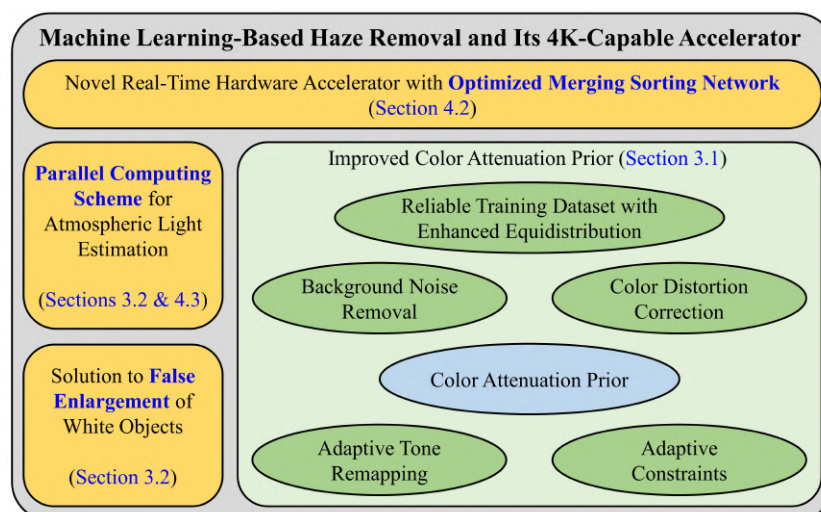 Machine Learning-Based Haze Removal and Its 4K-Capable Accelerator
Novel Real-Time Hardware Accelerator with Optimized Merging Sorting Network
(Section 4.2)
Parallel Computing
Scheme for
Atmospheric Light
Estimation
(Sections 3.2 & 4.3)
Solution to False
Enlargement of
White Objects
(Section 3.2)
Improved Color Attenuation Prior (Section 3.1)
Reliable Training Dataset with
Enhanced Equidistribution
Background Noise
Removal
Color Distortion
Correction
Color Attenuation Prior
Adaptive Tone
Remapping
Adaptive
Constraints